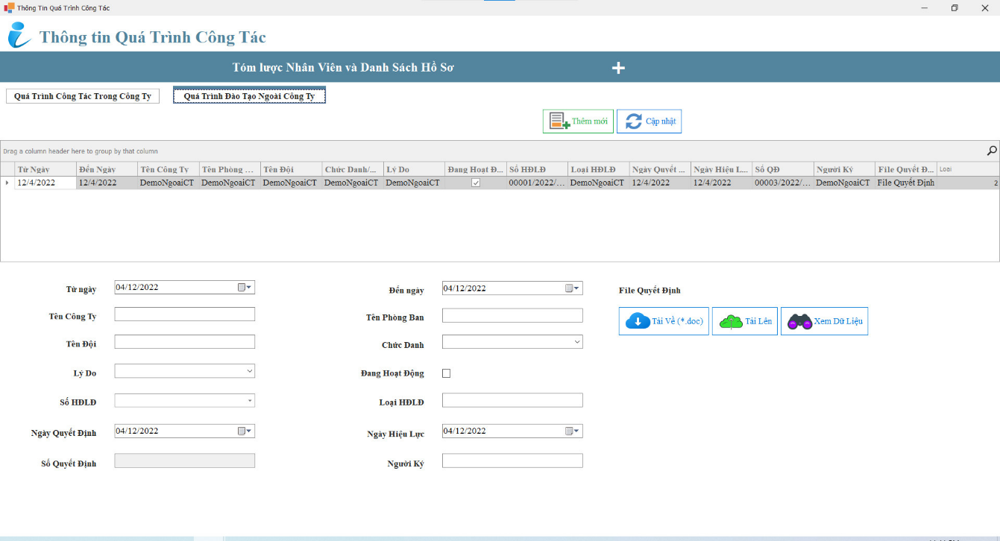 Thông Tin Quá Trình Công Tác
Thông tin Quá Trình Công Tác
Tóm lược Nhân Viên và Danh Sách Hồ Sơ
Quá Trình Công Tác Trong Công Ty
Quá Trình Đào Tạo Ngoài Công Ty
Thêm mới
Cập nhật
Drag a column header here to group by that column
Từ Ngày Đến Ngày Tên Công Ty Tên Phòng ... Tên Đội Chức Danh/... Lý Do Đang Hoạt Đ... Số HĐLĐ Loại HĐLĐ Ngày Quyết ... Ngày Hiệu L... Số QĐ Người Ký File Quyết Đ... Loai
12/4/2022 12/4/2022 DemoNgoaiCT DemoNgoaiCT DemoNgoaiCT DemoNgoaiCT DemoNgoaiCT 00001/2022/... DemoNgoaiCT 12/4/2022 12/4/2022 00003/2022/... DemoNgoaiCT File Quyết Định 2
Từ ngày 04/12/2022 Đến ngày 04/12/2022 File Quyết Định
Tên Công Ty Tên Phòng Ban Tải Về (*.doc) Tải Lên Xem Dữ Liệu
Tên Đội Chức Danh
Lý Do Đang Hoạt Động
Số HĐLĐ Loại HĐLĐ
Ngày Quyết Định 04/12/2022 Ngày Hiệu Lực 04/12/2022
Số Quyết Định Người Ký